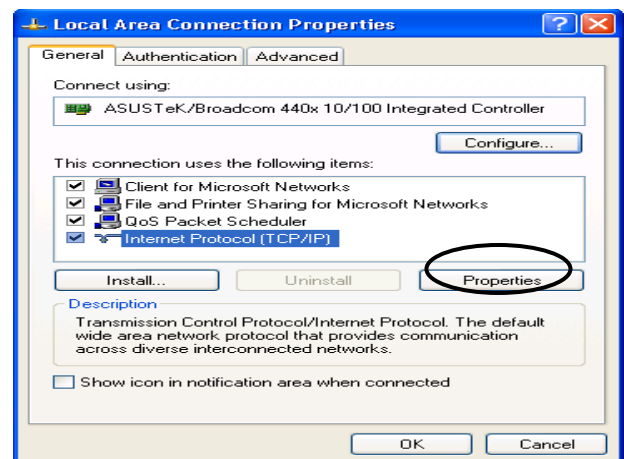 Local Area Connection Properties
General Authentication Advanced
Connect using:
ASUSTeK/Broadcom 440x 10/100 Integrated Controller
Configure...
This connection uses the following items:
Client for Microsoft Networks
File and Printer Sharing for Microsoft Networks
QoS Packet Scheduler
Internet Protocol (TCP/IP)
Install... Uninstall Properties
Description
Transmission Control Protocol/Internet Protocol. The default
wide area network protocol that provides communication
across diverse interconnected networks.
Show icon in notification area when connected
OK Cancel